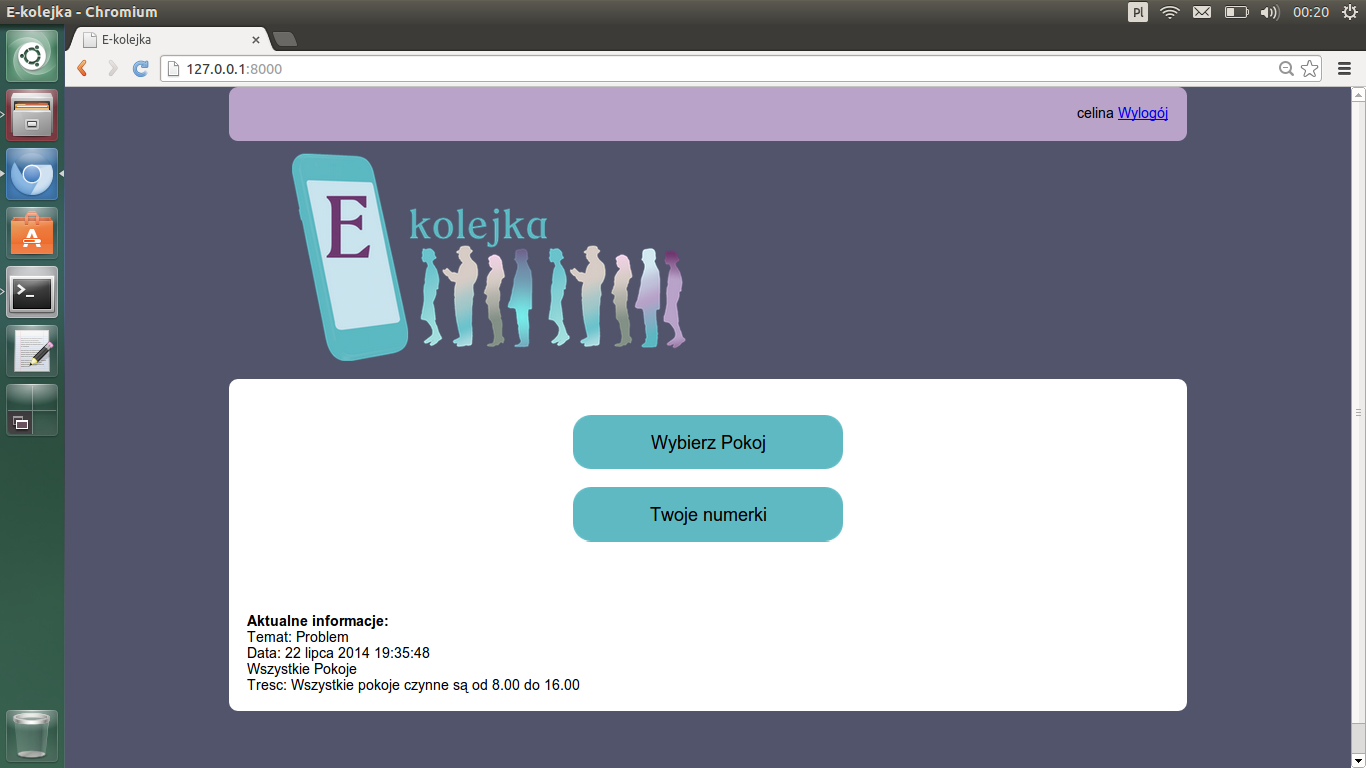 E-kolejka - Chromium
Pl
00:20
E-kolejka
127.0.0.1:8000
celina Wylogój
E kolejka
Wybierz Pokoj
Twoje numerki
Aktualne informacje:
Temat: Problem
Data: 22 lipca 2014 19:35:48
Wszystkie Pokoje
Tresc: Wszystkie pokoje czynne są od 8.00 do 16.00